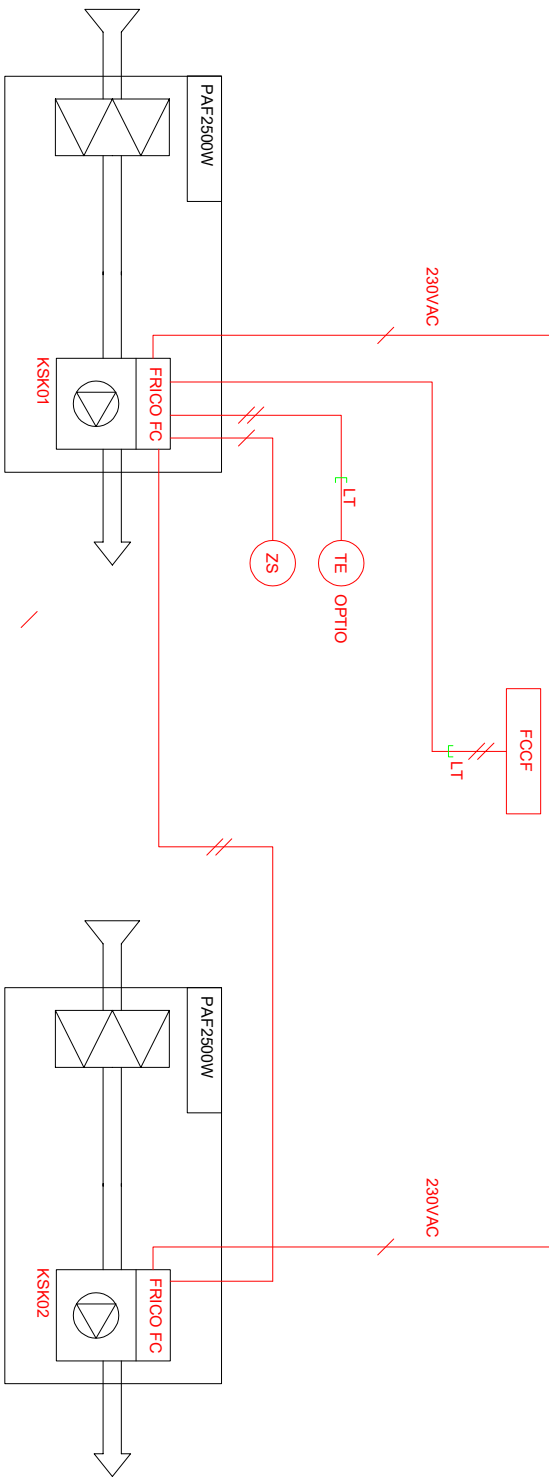 PAF2500W
230VAC
FRICO FC
KSK01
LT
TE
OPTIO
ZS
FCCF
LT
PAF2500W
230VAC
FRICO FC
KSK02